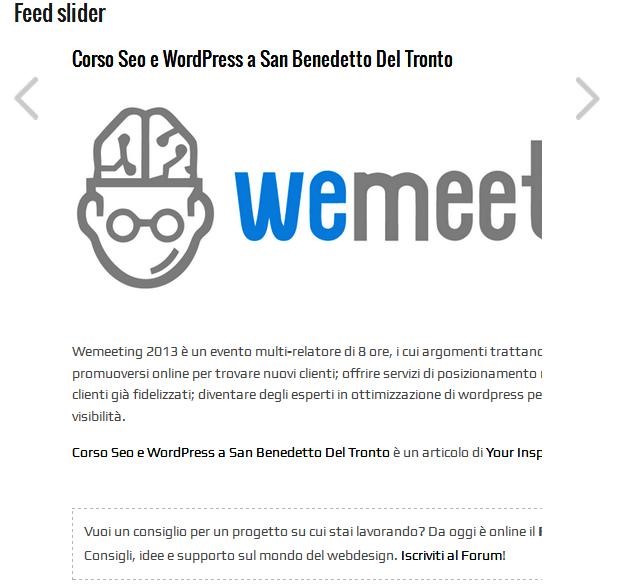 Feed slider
Corso Seo e WordPress a San Benedetto Del Tronto
wemeet
Wemeeting 2013 è un evento multi-relatore di 8 ore, i cui argomenti trattano
promuoversi online per trovare nuovi clienti; offrire servizi di posizionamento
clienti già fidelizzati; diventare degli esperti in ottimizzazione di wordpress pe
visibilità.
Corso Seo e WordPress a San Benedetto Del Tronto è un articolo di Your Insp
Vuoi un consiglio per un progetto su cui stai lavorando? Da oggi è online il
Consigli, idee e supporto sul mondo del webdesign. Iscriviti al Forum!